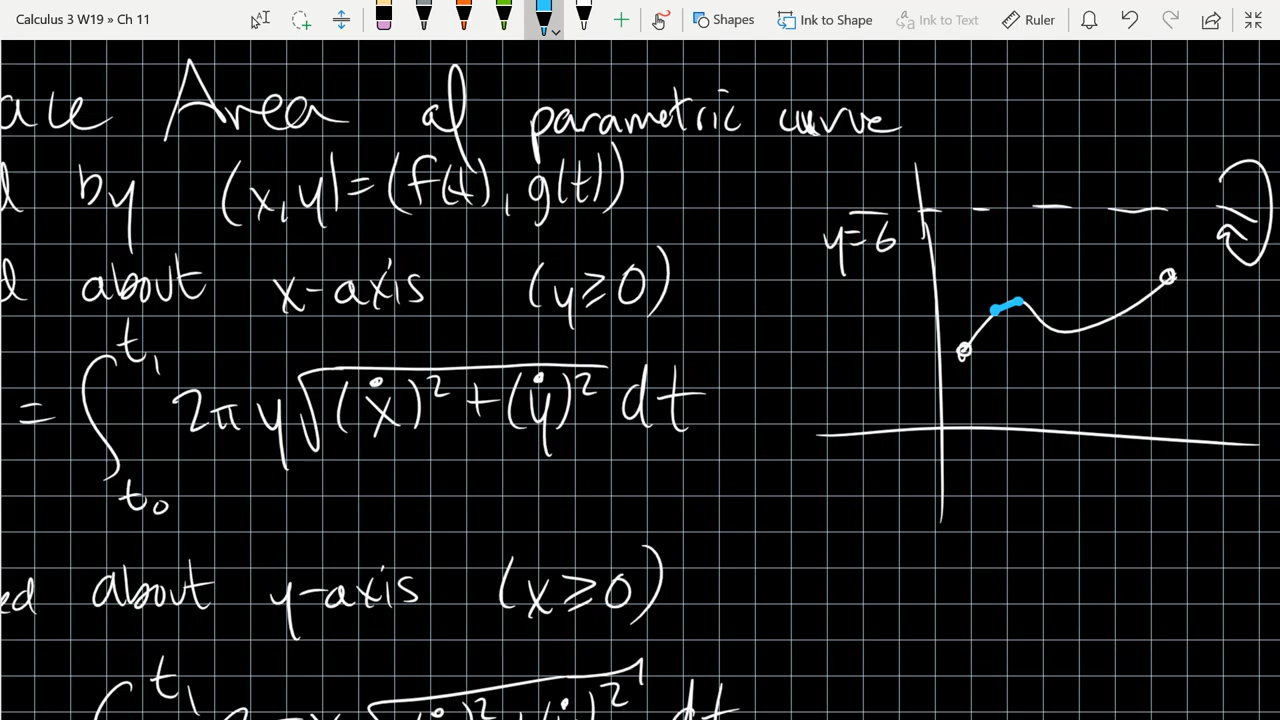 Calculus 3 W19 » Ch 11
Shapes
Ink to Shape
Ink to Text
Ruler
ace Area of parametric curve
d by (x,y)=(f(t), g(t))
d about x-axis (y≥0)
= ∫ t₀ t₁ 2πy√((ẋ)²+(ẏ)²) dt
ed about y-axis (x≥0)
y=6